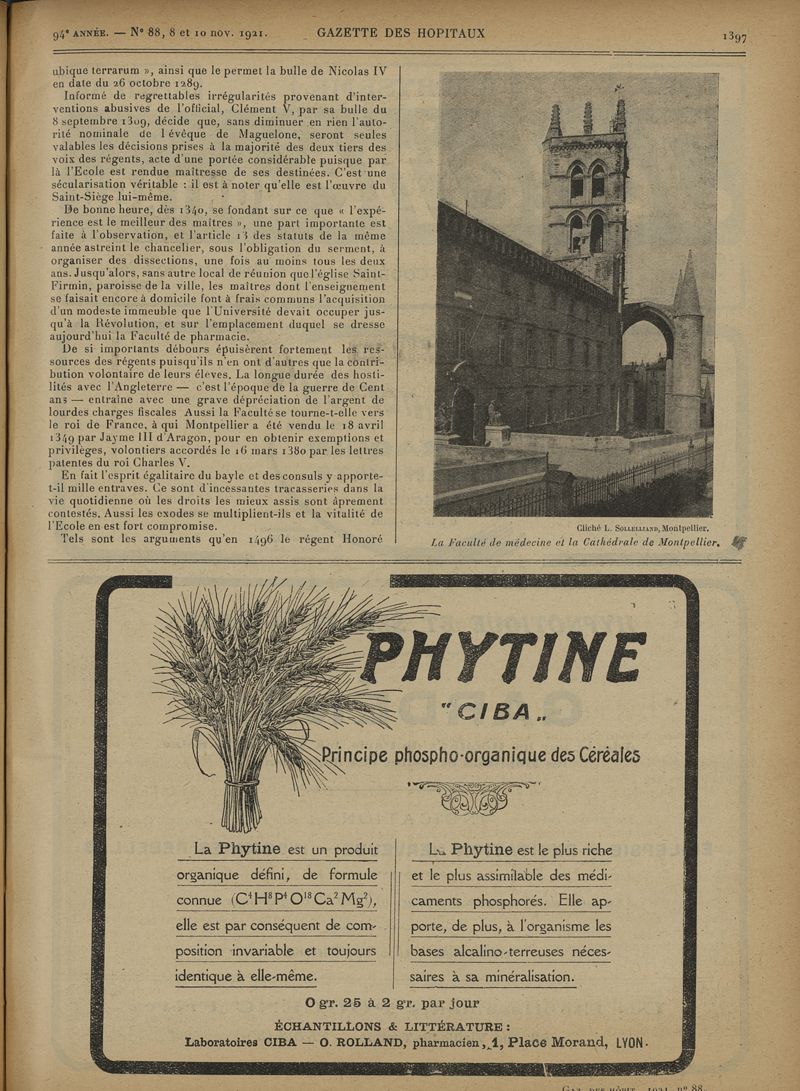 94e ANNÉE. — No 88, 8 et 10 NOV. 1921. GAZETTE DES HOPITAUX 1397
ubique terrarum », ainsi que le permet la bulle de Nicolas IV
en date du 26 octobre 1289.
Informé de regrettables irrégularités provenant d'inter-
ventions abusives de l'official, Clément V, par sa bulle du
8 septembre 1309, décide que, sans diminuer en rien l'auto-
rité nominale de l évêque de Maguelone, seront seules
valables les décisions prises à la majorité des deux tiers des
voix des régents, acte d'une portée considérable puisque par
là l'Ecole est rendue maîtresse de ses destinées. C'est une
sécularisation véritable : il est à noter qu'elle est l'œuvre du
Saint-Siège lui-même.
De bonne heure, dès 1340, se fondant sur ce que « l'expé-
rience est le meilleur des maîtres », une part importante est
faite à l'observation, et l'article 13 des statuts de la même
année astreint le chancelier, sous l'obligation du serment, à
organiser des dissections, une fois au moins tous les deux
ans. Jusqu'alors, sans autre local de réunion que l'église Saint-
Firmin, paroisse de la ville, les maîtres dont l'enseignement
se faisait encore à domicile font à frais communs l'acquisition
d'un modeste immeuble que l'Université devait occuper jus-
qu'à la Révolution, et sur l'emplacement duquel se dresse
aujourd'hui la Faculté de pharmacie.
De si importants débours épuisèrent fortement les res-
sources des régents puisqu'ils n'en ont d'autres que la contri-
bution volontaire de leurs élèves. La longue durée des hosti-
lités avec l'Angleterre — c'est l'époque de la guerre de Cent
ans — entraîne avec une grave dépréciation de l'argent de
lourdes charges fiscales Aussi la Faculté se tourne-t-elle vers
le roi de France, à qui Montpellier a été vendu le 18 avril
1349 par Jayme III d'Aragon, pour en obtenir exemptions et
privilèges, volontiers accordés le 16 mars 1380 par les lettres
patentes du roi Charles V.
En fait l'esprit égalitaire du bayle et des consuls y apporte-
t-il mille entraves. Ce sont d'incessantes tracasseries dans la
vie quotidienne où les droits les mieux assis sont âprement
contestés. Aussi les exodes se multiplient-ils et la vitalité de
l'Ecole en est fort compromise.
Tels sont les arguments qu'en 1496 le régent Honoré
Cliché L. SOLLELLIAND, Montpellier.
La Faculté de médecine et la Cathédrale de Montpellier.
PHYTINE
"CIBA„
Principe phospho-organique des Céréales
La Phytine est un produit
organique défini, de formule
connue (C4H8P4O18Ca2Mg2),
elle est par conséquent de com-
position invariable et toujours
identique à elle-même.
La Phytine est le plus riche
et le plus assimilable des médi-
caments phosphorés. Elle ap-
porte, de plus, à l'organisme les
bases alcalino-terreuses néces-
saires à sa minéralisation.
0 gr. 25 à 2 gr. par jour
ÉCHANTILLONS & LITTÉRATURE :
Laboratoires CIBA — O. ROLLAND, pharmacien, 1, Place Morand, LYON.